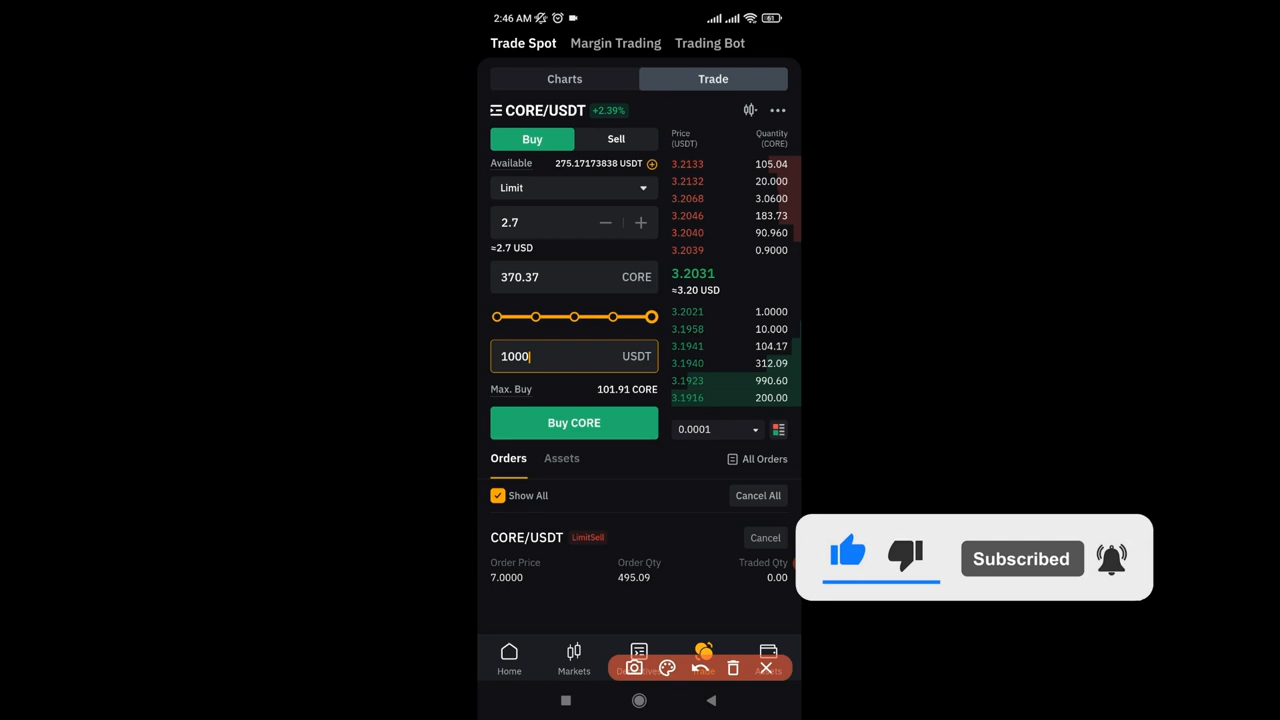 2:46 AM
61
Trade Spot Margin Trading Trading Bot
Charts Trade
CORE/USDT +2.39%
Buy Sell
Available 275.17173838 USDT
Limit
2.7
≈2.7 USD
370.37 CORE
1000 USDT
Max. Buy 101.91 CORE
Buy CORE
Price (USDT) Quantity (CORE)
3.2133 105.04
3.2132 20.000
3.2068 3.0600
3.2046 183.73
3.2040 90.960
3.2039 0.9000
3.2031
≈3.20 USD
3.2021 1.0000
3.1958 10.000
3.1941 104.17
3.1940 312.09
3.1923 990.60
3.1916 200.00
0.0001
Orders Assets All Orders
Show All Cancel All
CORE/USDT LimitSell Cancel
Order Price Order Qty Traded Qty
7.0000 495.09 0.00
Subscribed
Home Markets